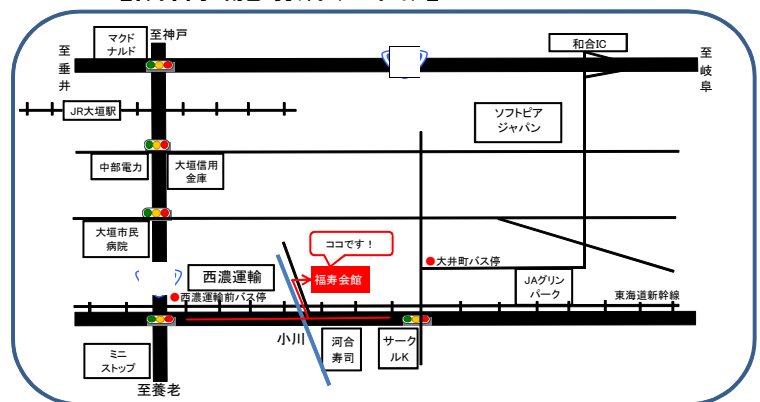 マクド
ナルド
至神戸
和合IC
至
垂
井
至
岐
阜
JR大垣駅
ソフトピア
ジャパン
中部電力
大垣信用
金庫
大垣市民
病院
ココです！
西濃運輸
福寿会館
大井町バス停
JAグリン
パーク
東海道新幹線
西濃運輸前バス停
小川
河合
寿司
サーク
ルK
ミニ
ストップ
至養老